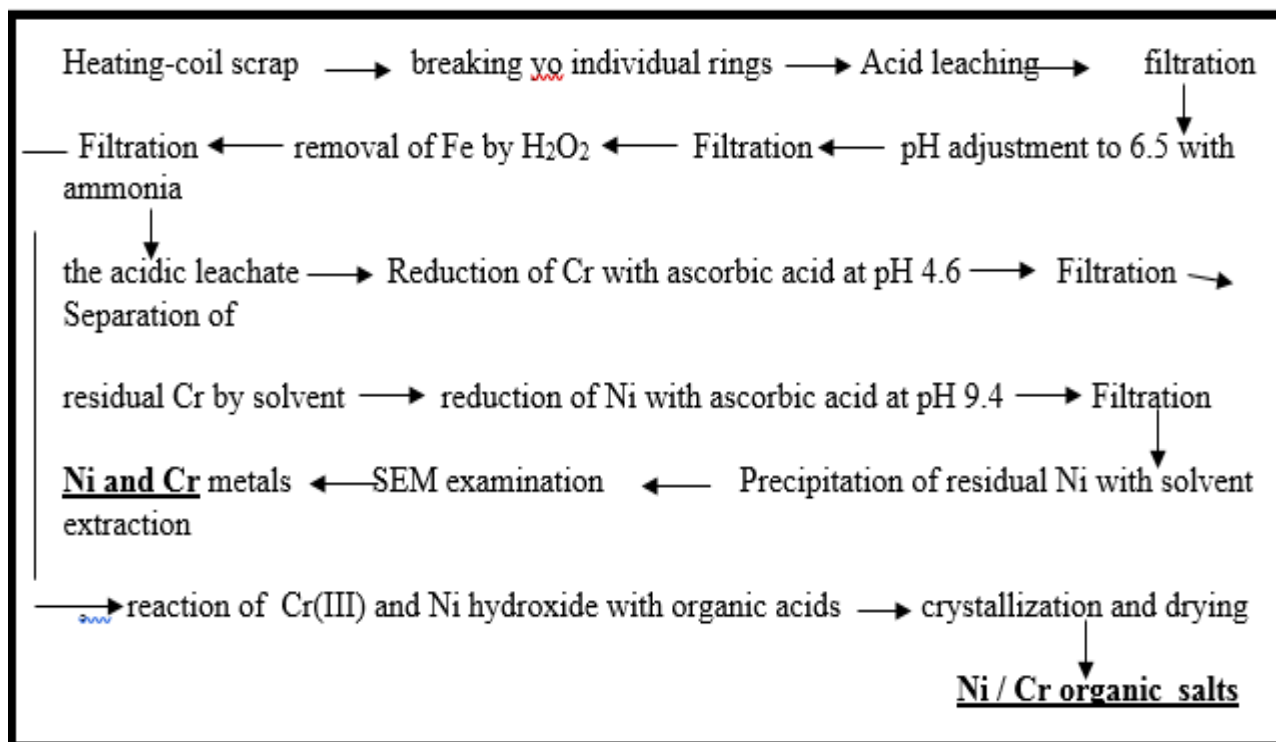 Heating-coil scrap → breaking yo individual rings → Acid leaching → filtration
Filtration ← removal of Fe by H₂O₂ ← Filtration ← pH adjustment to 6.5 with
ammonia
the acidic leachate → Reduction of Cr with ascorbic acid at pH 4.6 → Filtration →
Separation of
residual Cr by solvent → reduction of Ni with ascorbic acid at pH 9.4 → Filtration
Ni and Cr metals ← SEM examination ← Precipitation of residual Ni with solvent
extraction
→ reaction of Cr(III) and Ni hydroxide with organic acids → crystallization and drying
Ni / Cr organic salts